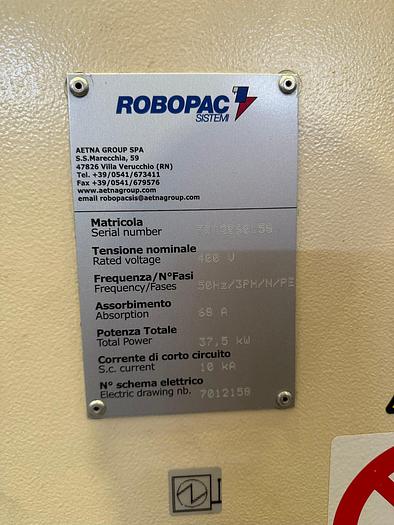 ROBOPAC
SISTEMI
AETNA GROUP SPA
S.S.Marecchia, 59
47826 Villa Verucchio (RN)
Tel. +39/0541/673411
Fax +39/0541/679576
www.aetnagroup.com
email robopacsis@aetnagroup.com
Matricola
Serial number
Tensione nominale
Rated voltage 400 V
Frequenza/N°Fasi
Frequency/Fases 50Hz/3PH/N/PE
Assorbimento
Absorption 68 A
Potenza Totale
Total Power 37,5 kW
Corrente di corto circuito
S.c. current 10 kA
N° schema elettrico
Electric drawing nb. 7012158